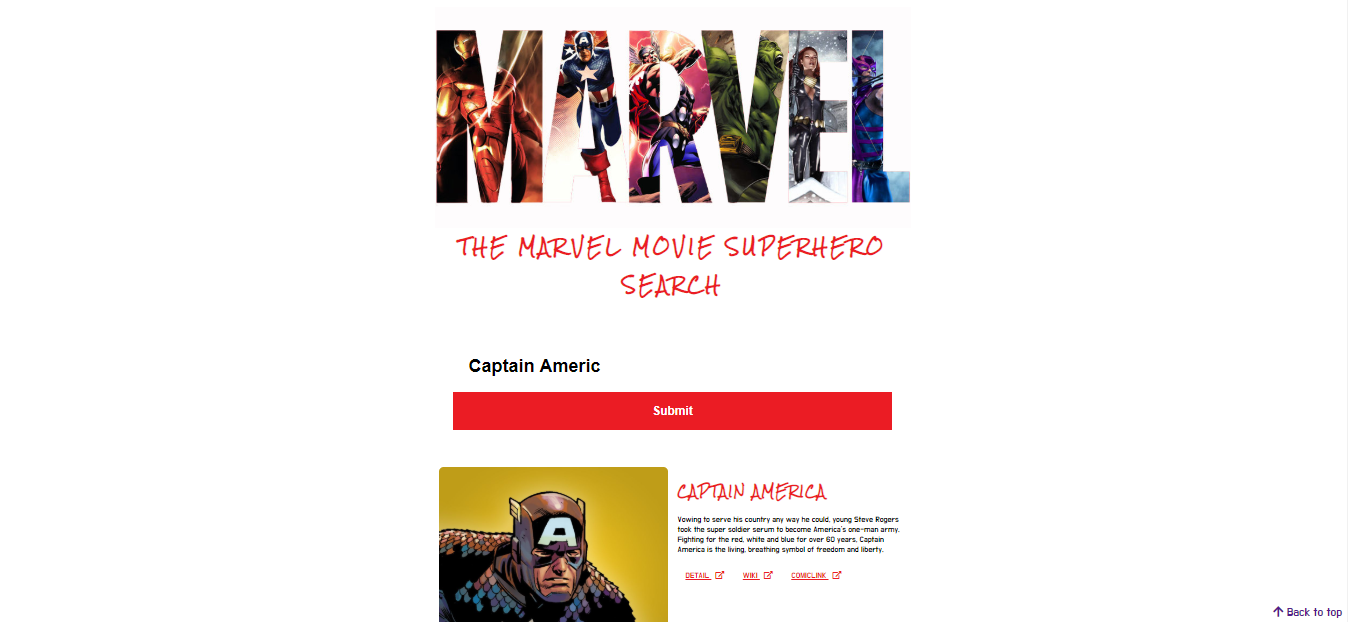 MARVEL
THE MARVEL MOVIE SUPERHERO
SEARCH
Captain Americ
Submit
A
CAPTAIN AMERICA
Vowing to serve his country any way he could, young Steve Rogers
took the super soldier serum to become America's one-man army.
Fighting for the red, white and blue for over 60 years, Captain
America is the living, breathing symbol of freedom and liberty.
DETAIL WIKI COMICLINK
Back to top